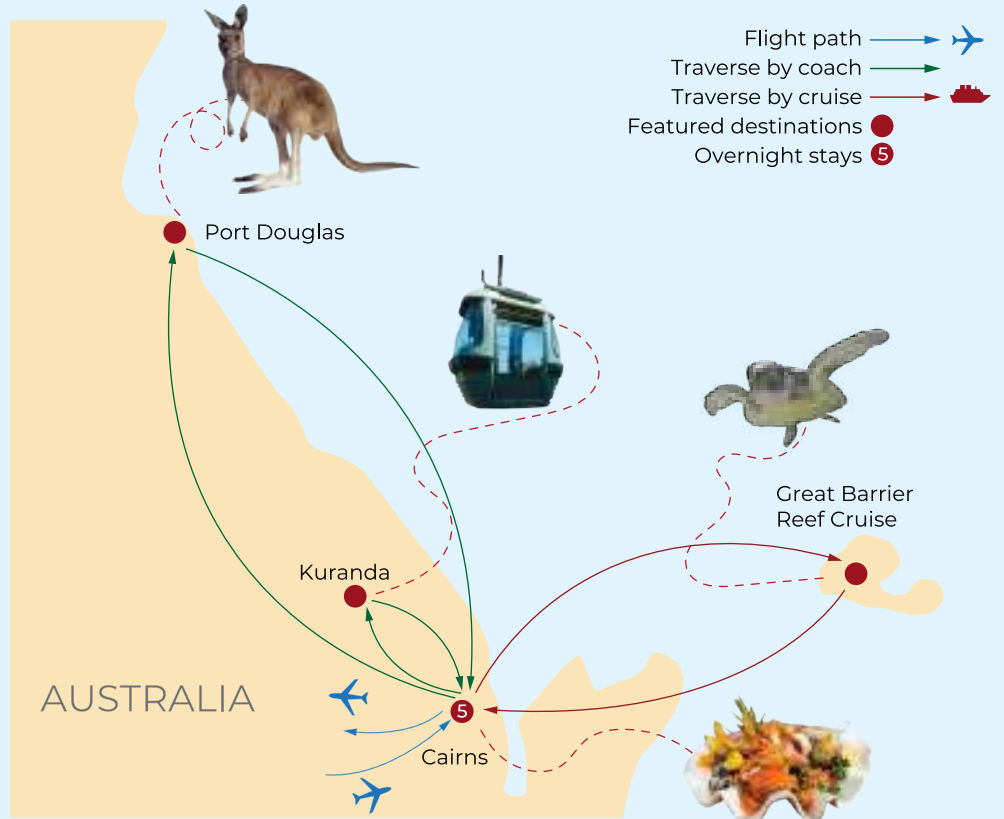 Flight path
Traverse by coach
Traverse by cruise
Featured destinations
Overnight stays 5
Port Douglas
Great Barrier
Reef Cruise
Kuranda
AUSTRALIA
5
Cairns